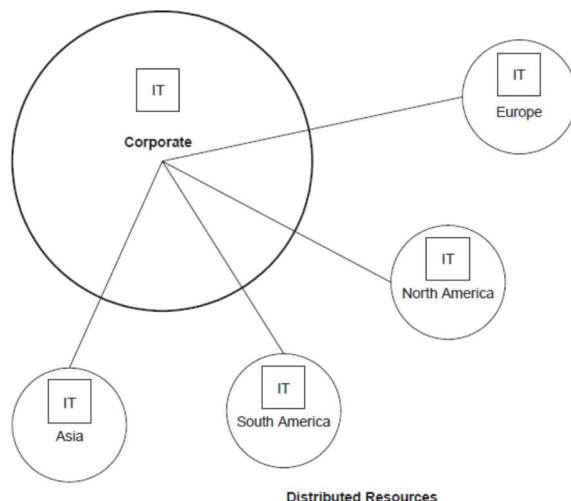 IT
Corporate
IT
Europe
IT
North America
IT
South America
IT
Asia
Distributed Resources